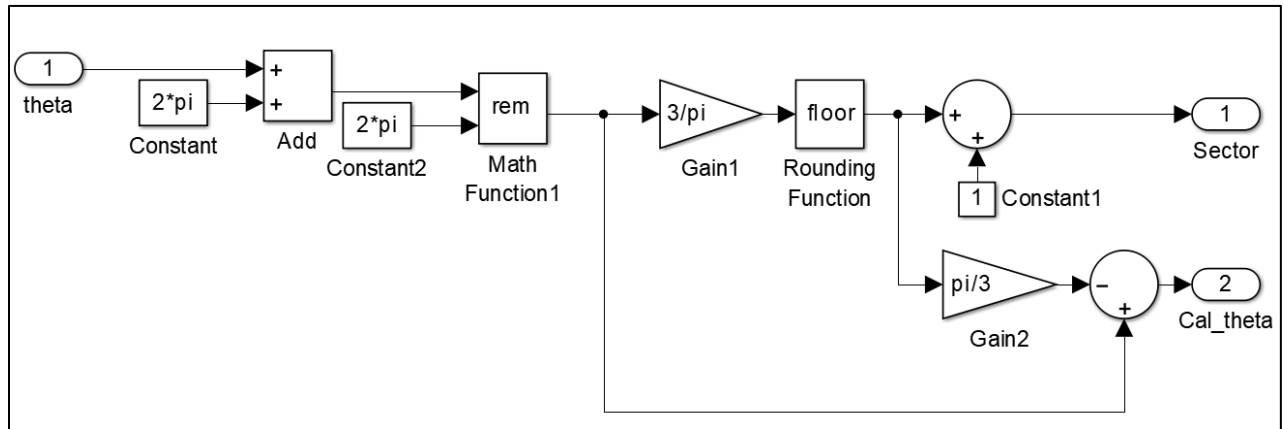 1
theta
2*pi
Constant
+
+
Add
2*pi
Constant2
rem
Math
Function1
3/pi
Gain1
floor
Rounding
Function
+
+
1
Constant1
1
Sector
pi/3
Gain2
−
+
2
Cal_theta